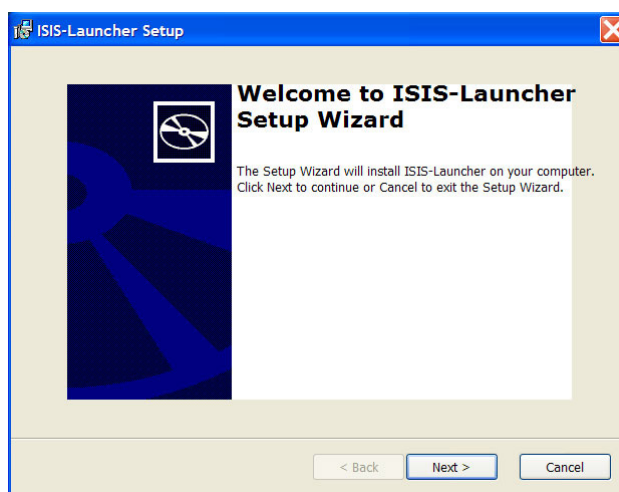 ISIS-Launcher Setup
Welcome to ISIS-Launcher
Setup Wizard
The Setup Wizard will install ISIS-Launcher on your computer.
Click Next to continue or Cancel to exit the Setup Wizard.
< Back Next > Cancel